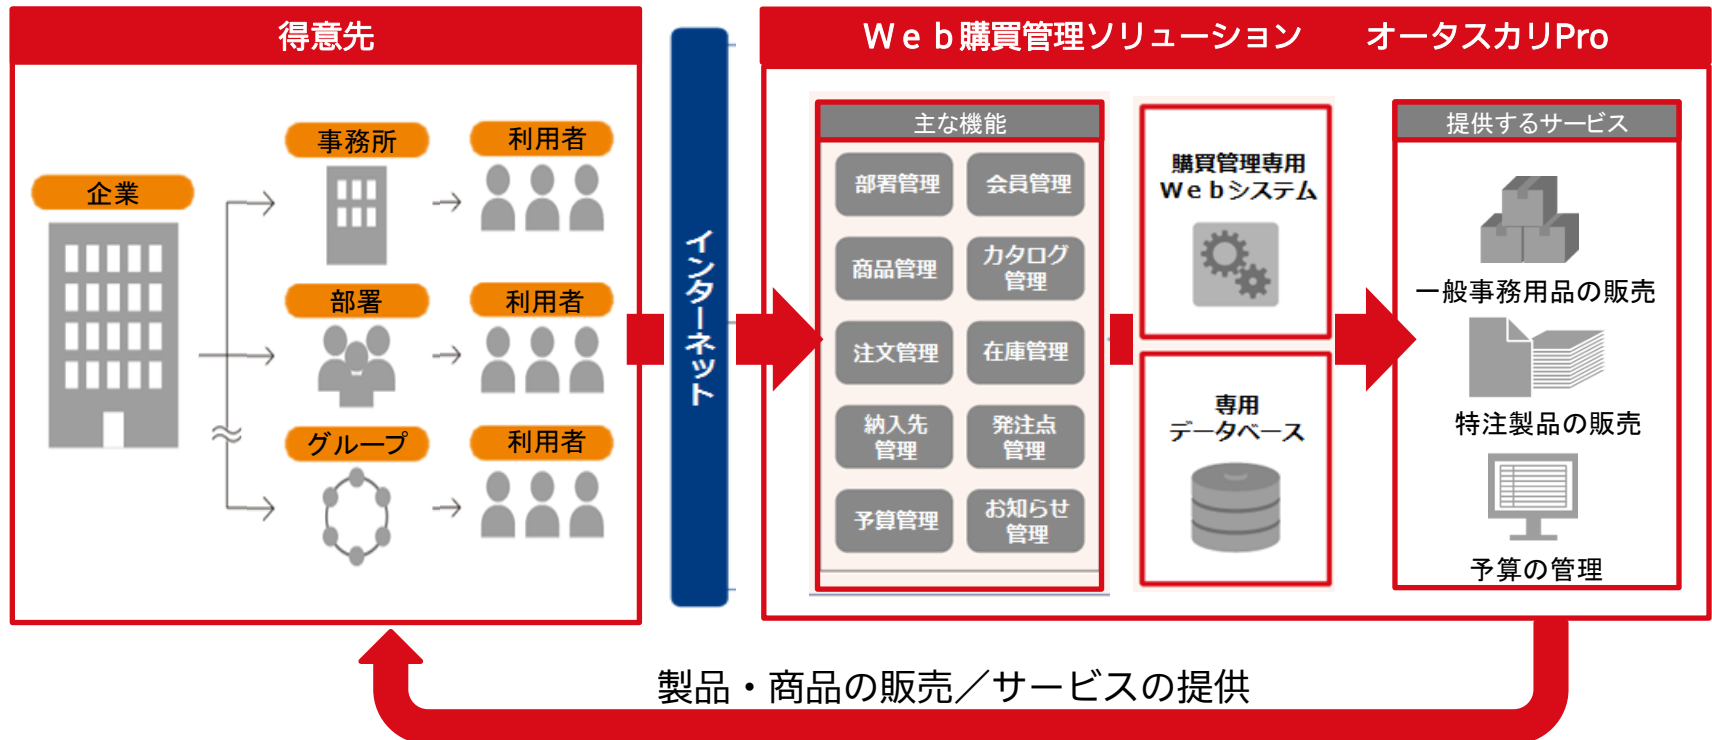 得意先
企業
事務所
利用者
部署
利用者
グループ
利用者
インターネット
Ｗｅｂ購買管理ソリューション　オータスカリPro
主な機能
部署管理
会員管理
商品管理
カタログ
管理
注文管理
在庫管理
納入先
管理
発注点
管理
予算管理
お知らせ
管理
購買管理専用
Ｗｅｂシステム
専用
データベース
提供するサービス
一般事務用品の販売
特注製品の販売
予算の管理
製品・商品の販売／サービスの提供